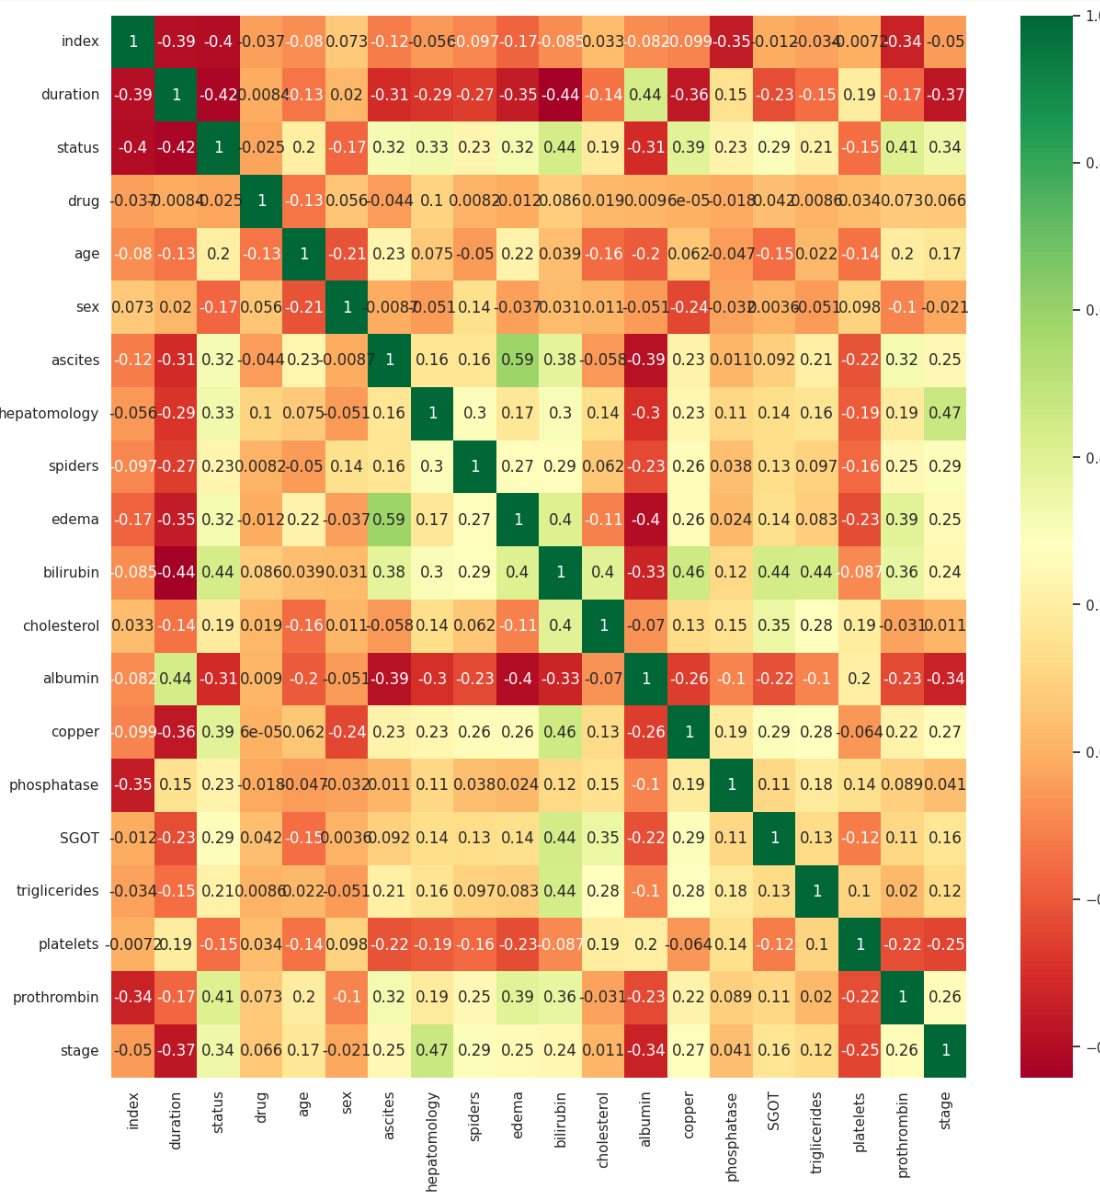 index 1 -0.39 -0.4 -0.037 -0.08 0.073 -0.12 -0.056 -0.097 -0.17 -0.085 0.033 -0.082 -0.099 -0.35 -0.012 -0.034 -0.0072 -0.34 -0.05
duration -0.39 1 -0.42 0.0084 -0.13 0.02 -0.31 -0.29 -0.27 -0.35 -0.44 -0.14 0.44 -0.36 0.15 -0.23 -0.15 0.19 -0.17 -0.37
status -0.4 -0.42 1 -0.025 0.2 -0.17 0.32 0.33 0.23 0.32 0.44 0.19 -0.31 0.39 0.23 0.29 0.21 -0.15 0.41 0.34
drug -0.037 0.0084 -0.025 1 -0.13 0.056 -0.044 0.1 0.0082 -0.012 0.086 0.019 0.009 6e-05 -0.018 0.042 0.0086 0.034 0.073 0.066
age -0.08 -0.13 0.2 -0.13 1 -0.21 0.23 0.075 -0.05 0.22 0.039 -0.16 -0.2 0.062 -0.047 -0.15 0.022 -0.14 0.2 0.17
sex 0.073 0.02 -0.17 0.056 -0.21 1 -0.0087 -0.051 0.14 -0.037 0.031 0.011 -0.051 -0.24 -0.032 0.0036 -0.051 0.098 -0.1 -0.021
ascites -0.12 -0.31 0.32 -0.044 0.23 -0.0087 1 0.16 0.16 0.59 0.38 -0.058 -0.39 0.23 0.011 0.092 0.21 -0.22 0.32 0.25
hepatomology -0.056 -0.29 0.33 0.1 0.075 -0.051 0.16 1 0.3 0.17 0.3 0.14 -0.3 0.23 0.11 0.14 0.16 -0.19 0.19 0.47
spiders -0.097 -0.27 0.23 0.0082 -0.05 0.14 0.16 0.3 1 0.27 0.29 0.062 -0.23 0.26 0.038 0.13 0.097 -0.16 0.25 0.29
edema -0.17 -0.35 0.32 -0.012 0.22 -0.037 0.59 0.17 0.27 1 0.4 -0.11 -0.4 0.26 0.024 0.14 0.083 -0.23 0.39 0.25
bilirubin -0.085 -0.44 0.44 0.086 0.039 0.031 0.38 0.3 0.29 0.4 1 0.4 -0.33 0.46 0.12 0.44 0.44 -0.087 0.36 0.24
cholesterol 0.033 -0.14 0.19 0.019 -0.16 0.011 -0.058 0.14 0.062 -0.11 0.4 1 -0.07 0.13 0.15 0.35 0.28 0.19 -0.031 0.011
albumin -0.082 0.44 -0.31 0.009 -0.2 -0.051 -0.39 -0.3 -0.23 -0.4 -0.33 -0.07 1 -0.26 -0.1 -0.22 -0.1 0.2 -0.23 -0.34
copper -0.099 -0.36 0.39 6e-05 0.062 -0.24 0.23 0.23 0.26 0.26 0.46 0.13 -0.26 1 0.19 0.29 0.28 -0.064 0.22 0.27
phosphatase -0.35 0.15 0.23 -0.018 -0.047 -0.032 0.011 0.11 0.038 0.024 0.12 0.15 -0.1 0.19 1 0.11 0.18 0.14 0.089 0.041
SGOT -0.012 -0.23 0.29 0.042 -0.15 0.0036 0.092 0.14 0.13 0.14 0.44 0.35 -0.22 0.29 0.11 1 0.13 -0.12 0.11 0.16
triglicerides -0.034 -0.15 0.21 0.0086 0.022 -0.051 0.21 0.16 0.097 0.083 0.44 0.28 -0.1 0.28 0.18 0.13 1 0.1 0.02 0.12
platelets -0.0072 0.19 -0.15 0.034 -0.14 0.098 -0.22 -0.19 -0.16 -0.23 -0.087 0.19 0.2 -0.064 0.14 -0.12 0.1 1 -0.22 -0.25
prothrombin -0.34 -0.17 0.41 0.073 0.2 -0.1 0.32 0.19 0.25 0.39 0.36 -0.031 -0.23 0.22 0.089 0.11 0.02 -0.22 1 0.26
stage -0.05 -0.37 0.34 0.066 0.17 -0.021 0.25 0.47 0.29 0.25 0.24 0.011 -0.34 0.27 0.041 0.16 0.12 -0.25 0.26 1
index duration status drug age sex ascites hepatomology spiders edema bilirubin cholesterol albumin copper phosphatase SGOT triglicerides platelets prothrombin stage